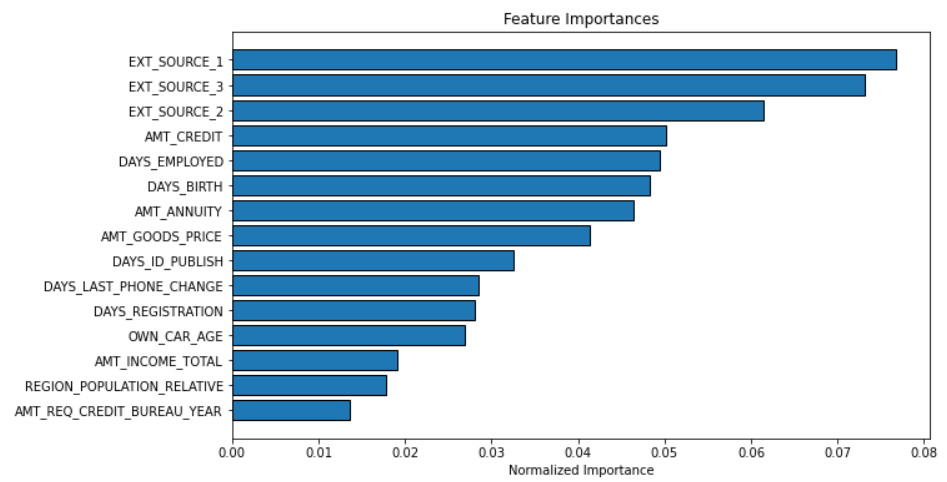 Feature Importances
EXT_SOURCE_1
EXT_SOURCE_3
EXT_SOURCE_2
AMT_CREDIT
DAYS_EMPLOYED
DAYS_BIRTH
AMT_ANNUITY
AMT_GOODS_PRICE
DAYS_ID_PUBLISH
DAYS_LAST_PHONE_CHANGE
DAYS_REGISTRATION
OWN_CAR_AGE
AMT_INCOME_TOTAL
REGION_POPULATION_RELATIVE
AMT_REQ_CREDIT_BUREAU_YEAR
0.00 0.01 0.02 0.03 0.04 0.05 0.06 0.07 0.08
Normalized Importance